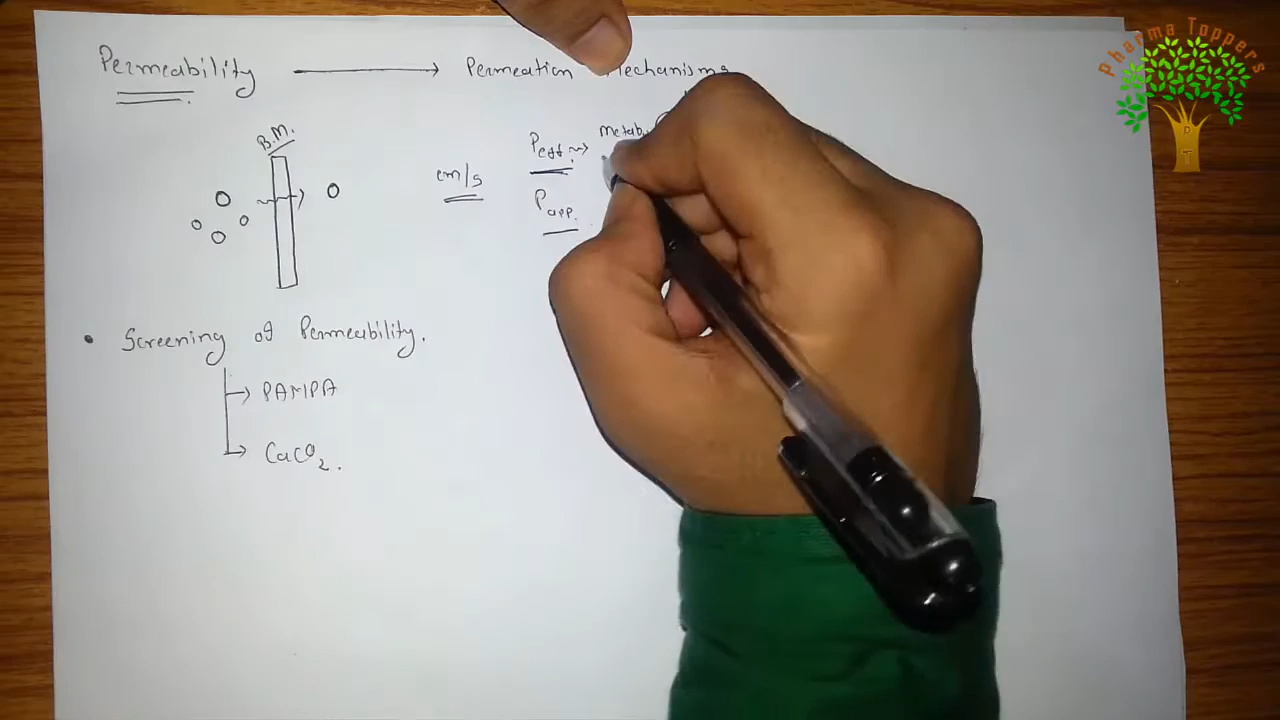 Permeability → Permeation Mechanisms
B.M.
cm/s
Peff. ⇝
Papp.
• Screening of Permeability.
→ PAMPA
→ CaCO2.
Pharma Toppers
P
T